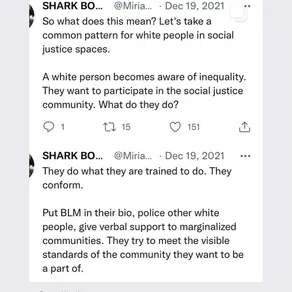 SHARK BO... @Miria... · Dec 19, 2021 ···
So what does this mean? Let's take a
common pattern for white people in social
justice spaces.
A white person becomes aware of inequality.
They want to participate in the social justice
community. What do they do?
1 15 151
SHARK BO... @Miria... · Dec 19, 2021 ···
They do what they are trained to do. They
conform.
Put BLM in their bio, police other white
people, give verbal support to marginalized
communities. They try to meet the visible
standards of the community they want to be
a part of.